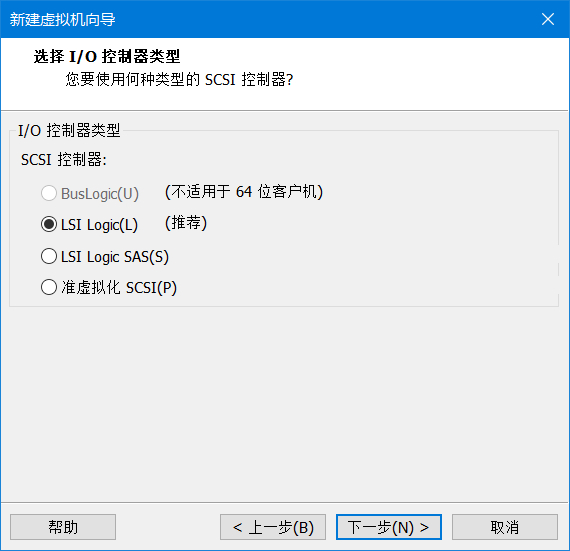 新建虚拟机向导
选择 I/O 控制器类型
您要使用何种类型的 SCSI 控制器?
I/O 控制器类型
SCSI 控制器:
BusLogic(U) (不适用于 64 位客户机)
LSI Logic(L) (推荐)
LSI Logic SAS(S)
准虚拟化 SCSI(P)
帮助 < 上一步(B) 下一步(N) > 取消